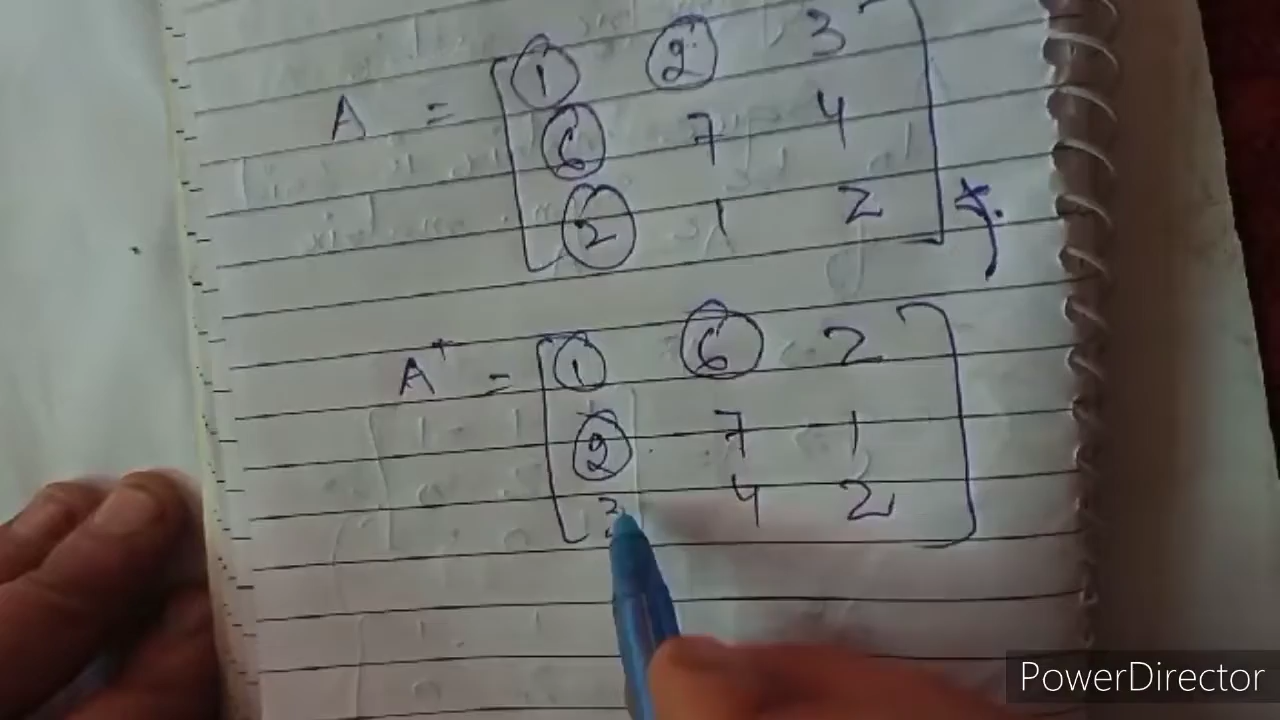 1 2 3
A = 6 7 4
2 1 2
1 6 2
Aᵀ = 2 7 1
3 4 2
PowerDirector